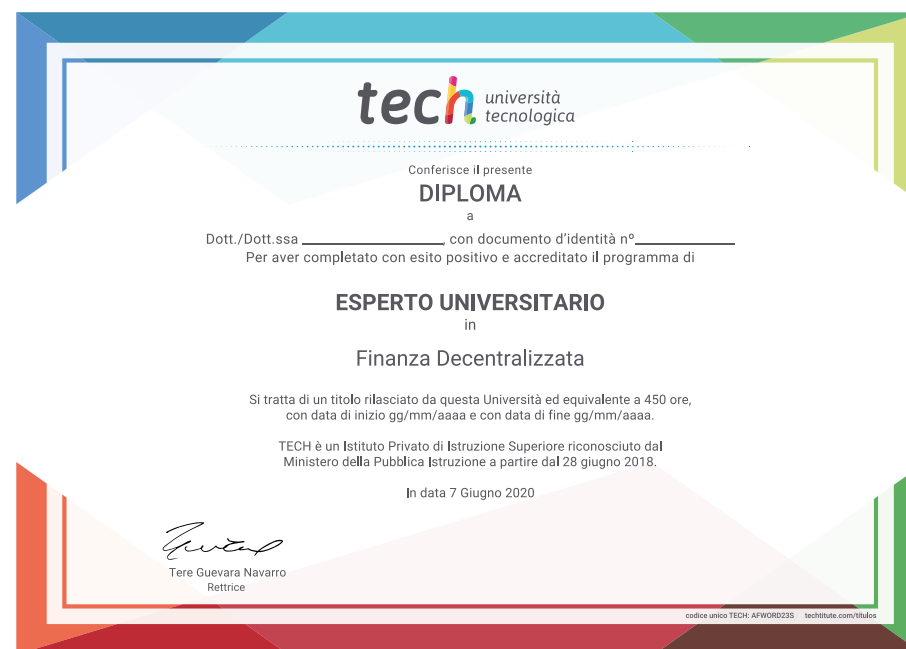 tech università
tecnologica
Conferisce il presente
DIPLOMA
a
Dott./Dott.ssa ____________________, con documento d'identità nº______________
Per aver completato con esito positivo e accreditato il programma di
ESPERTO UNIVERSITARIO
in
Finanza Decentralizzata
Si tratta di un titolo rilasciato da questa Università ed equivalente a 450 ore,
con data di inizio gg/mm/aaaa e con data di fine gg/mm/aaaa.
TECH è un Istituto Privato di Istruzione Superiore riconosciuto dal
Ministero della Pubblica Istruzione a partire dal 28 giugno 2018.
In data 7 Giugno 2020
Tere Guevara Navarro
Rettrice
codice unico TECH: AFWORD23S techtitute.com/titulos